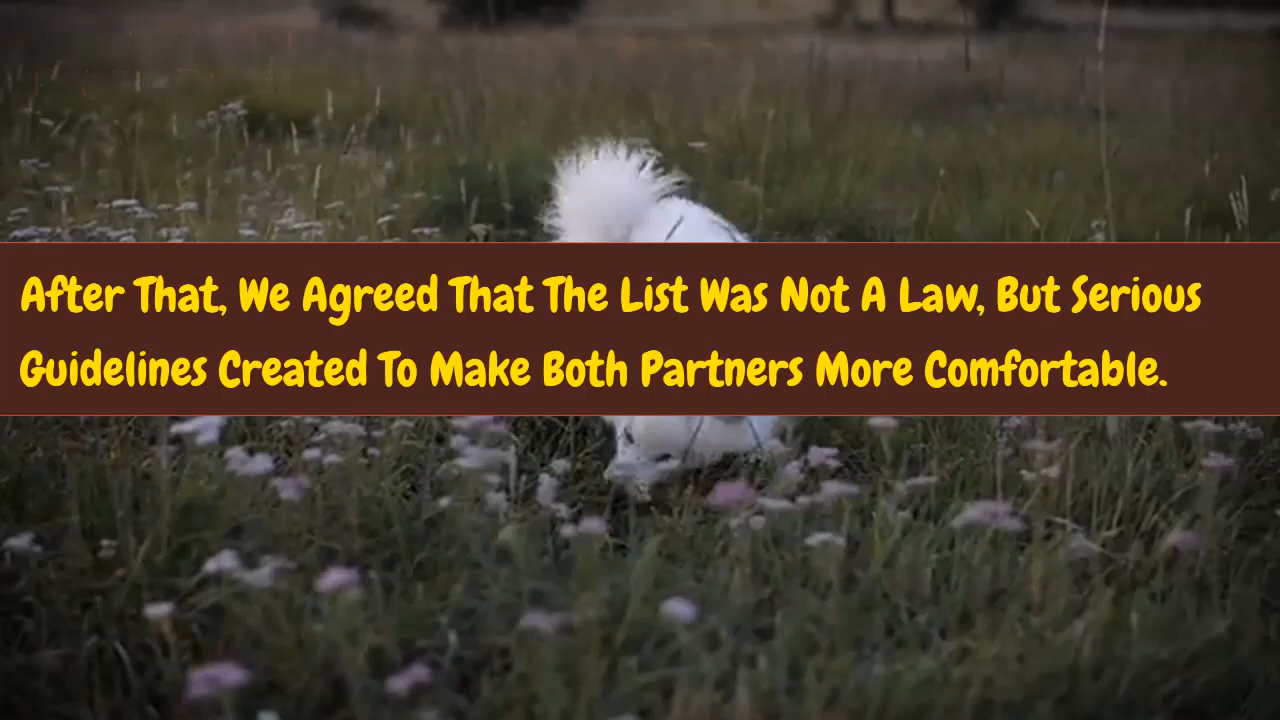 After That, We Agreed That The List Was Not A Law, But Serious
Guidelines Created To Make Both Partners More Comfortable.